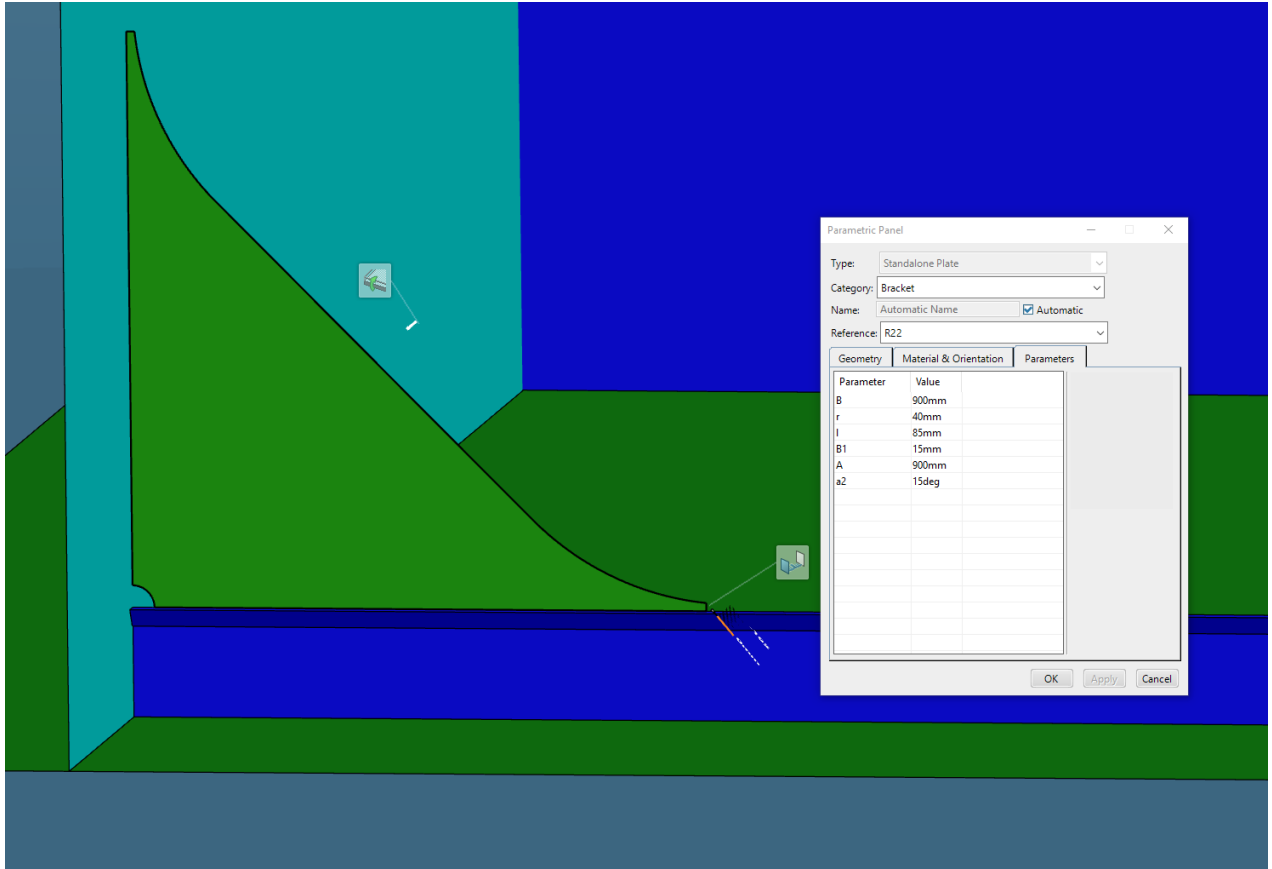 Parametric Panel
Type: Standalone Plate
Category: Bracket
Name: Automatic Name Automatic
Reference: R22
Geometry Material & Orientation Parameters
Parameter Value
B 900mm
r 40mm
l 85mm
B1 15mm
A 900mm
a2 15deg
OK Apply Cancel